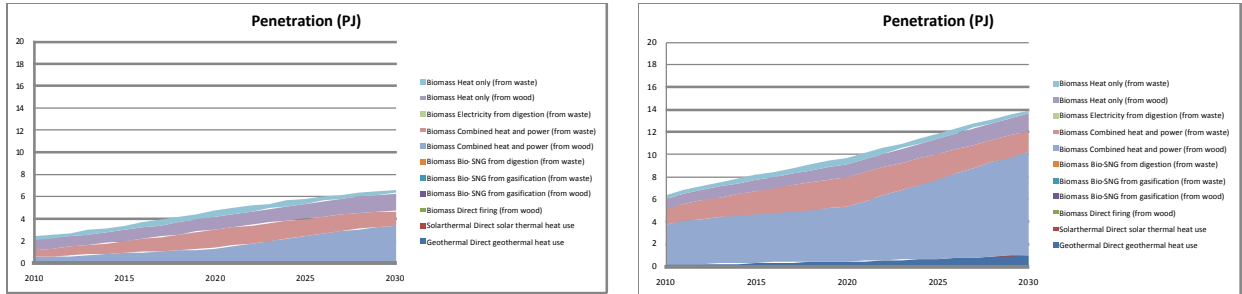 Penetration (PJ)
20
18
16
14
12
10
8
6
4
2
0
2010 2015 2020 2025 2030
Biomass Heat only (from waste)
Biomass Heat only (from wood)
Biomass Electricity from digestion (from waste)
Biomass Combined heat and power (from waste)
Biomass Combined heat and power (from wood)
Biomass Bio-SNG from digestion (from waste)
Biomass Bio-SNG from gasification (from waste)
Biomass Bio-SNG from gasification (from wood)
Biomass Direct firing (from wood)
Solarthermal Direct solar thermal heat use
Geothermal Direct geothermal heat use
Penetration (PJ)
20
18
16
14
12
10
8
6
4
2
0
2010 2015 2020 2025 2030
Biomass Heat only (from waste)
Biomass Heat only (from wood)
Biomass Electricity from digestion (from waste)
Biomass Combined heat and power (from waste)
Biomass Combined heat and power (from wood)
Biomass Bio-SNG from digestion (from waste)
Biomass Bio-SNG from gasification (from waste)
Biomass Bio-SNG from gasification (from wood)
Biomass Direct firing (from wood)
Solarthermal Direct solar thermal heat use
Geothermal Direct geothermal heat use